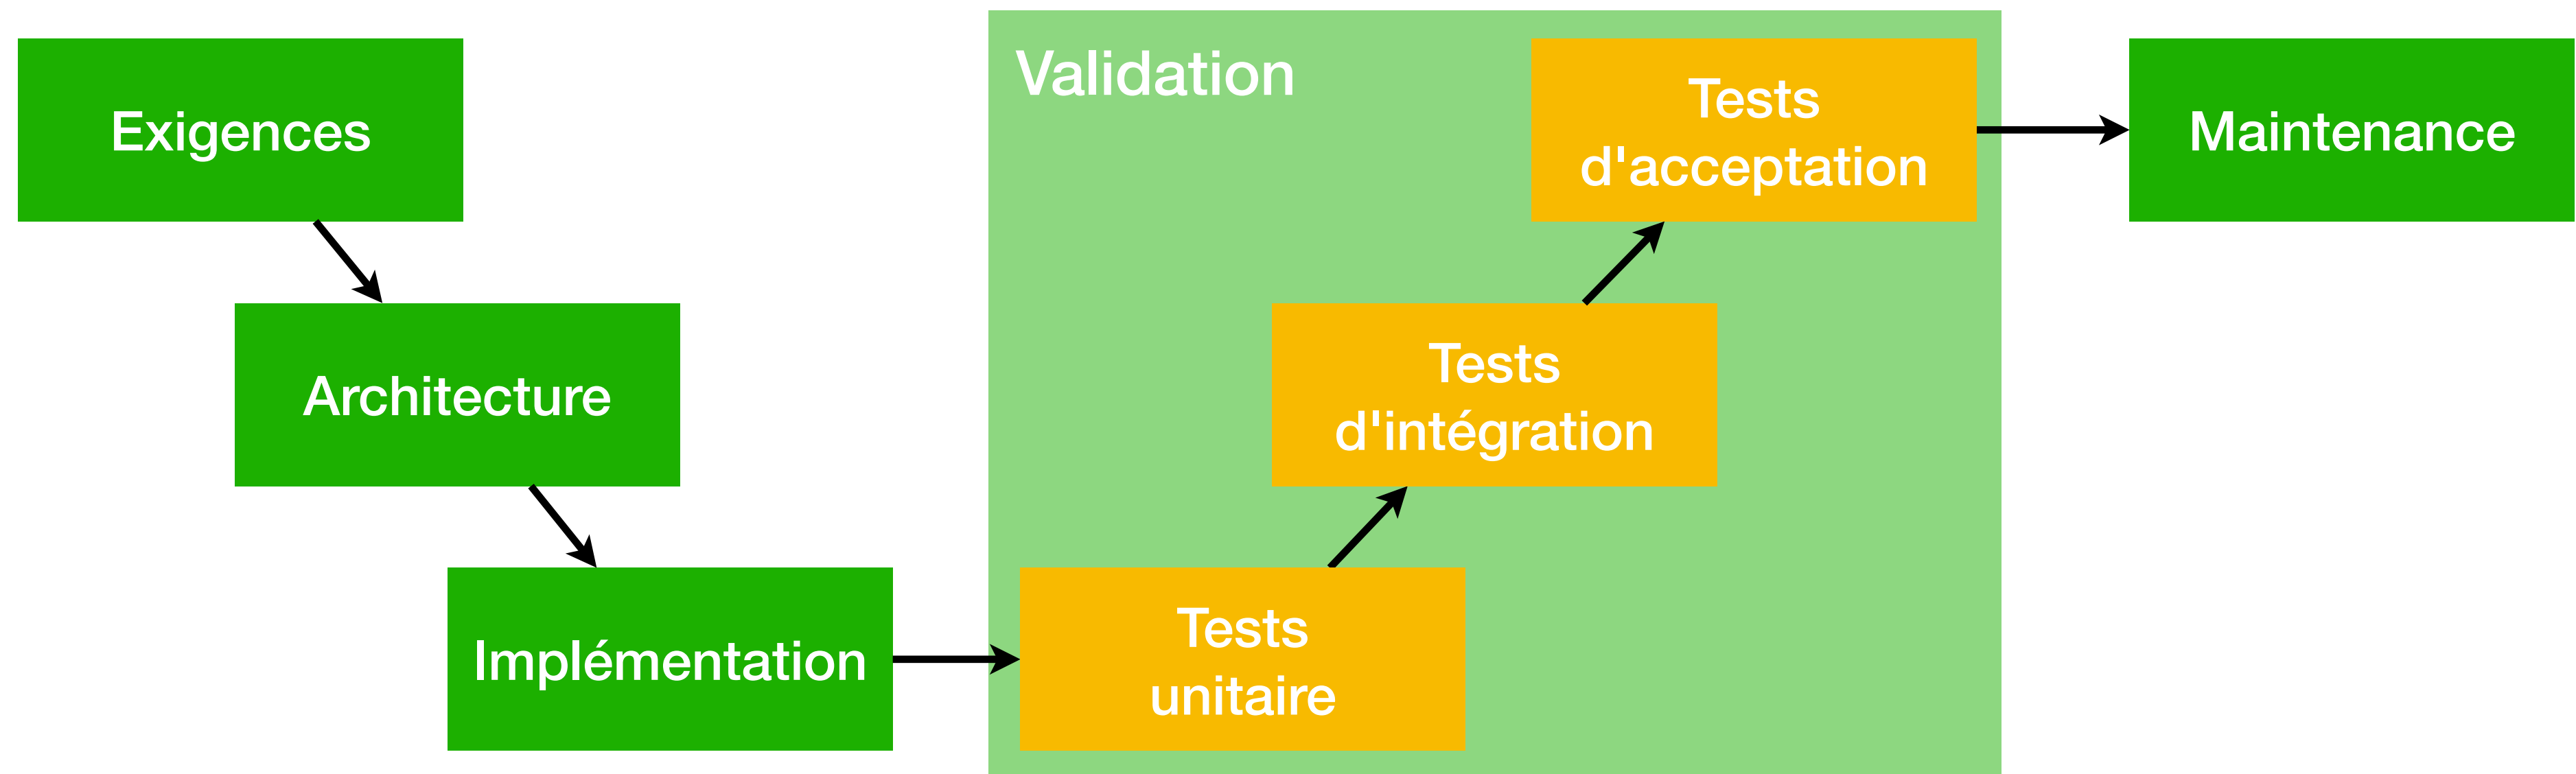 Exigences
Architecture
Implémentation
Validation
Tests
unitaire
Tests
d'intégration
Tests
d'acceptation
Maintenance